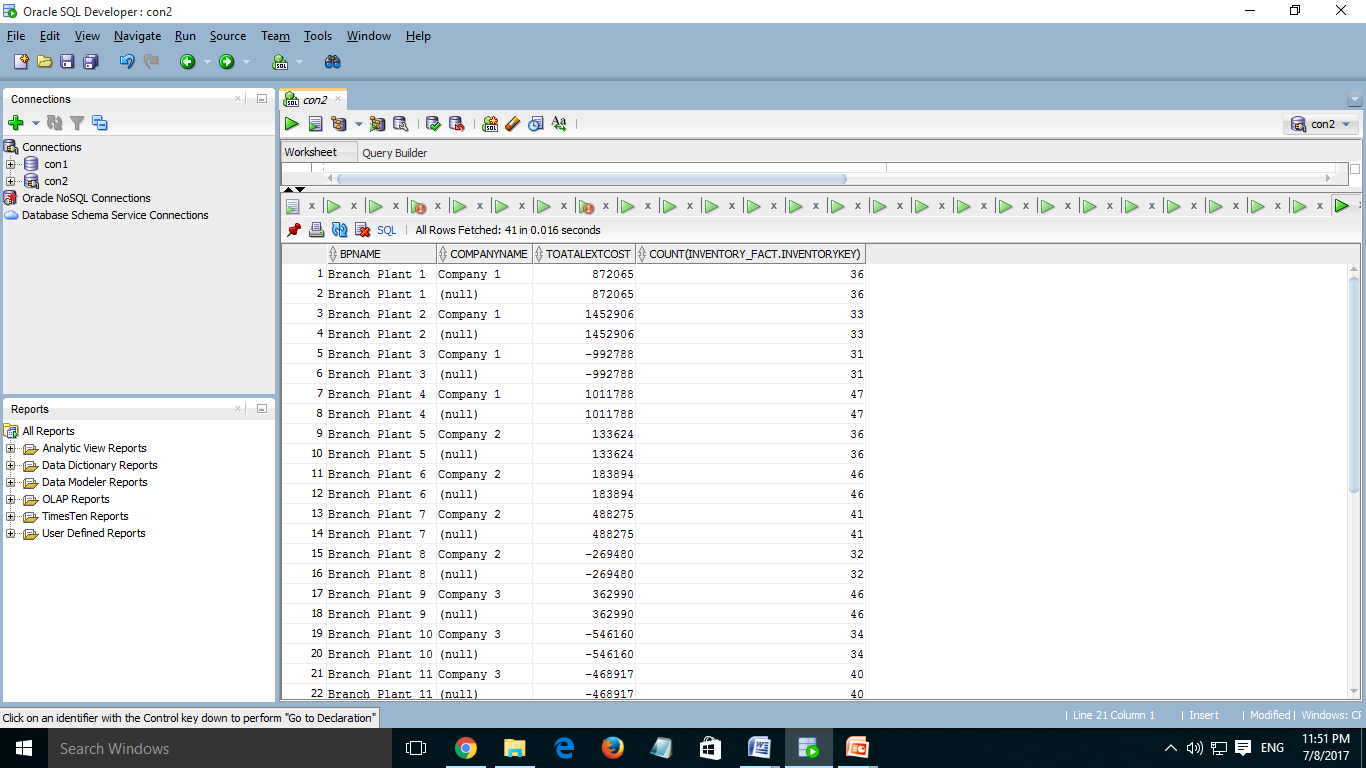 Oracle SQL Developer : con2
File Edit View Navigate Run Source Team Tools Window Help
Connections
Connections
con1
con2
Oracle NoSQL Connections
Database Schema Service Connections
Reports
All Reports
Analytic View Reports
Data Dictionary Reports
Data Modeler Reports
OLAP Reports
TimesTen Reports
User Defined Reports
con2
con2
Worksheet Query Builder
SQL | All Rows Fetched: 41 in 0.016 seconds
BPNAME COMPANYNAME TOATALEXTCOST COUNT(INVENTORY_FACT.INVENTORYKEY)
1 Branch Plant 1 Company 1 872065 36
2 Branch Plant 1 (null) 872065 36
3 Branch Plant 2 Company 1 1452906 33
4 Branch Plant 2 (null) 1452906 33
5 Branch Plant 3 Company 1 -992788 31
6 Branch Plant 3 (null) -992788 31
7 Branch Plant 4 Company 1 1011788 47
8 Branch Plant 4 (null) 1011788 47
9 Branch Plant 5 Company 2 133624 36
10 Branch Plant 5 (null) 133624 36
11 Branch Plant 6 Company 2 183894 46
12 Branch Plant 6 (null) 183894 46
13 Branch Plant 7 Company 2 488275 41
14 Branch Plant 7 (null) 488275 41
15 Branch Plant 8 Company 2 -269480 32
16 Branch Plant 8 (null) -269480 32
17 Branch Plant 9 Company 3 362990 46
18 Branch Plant 9 (null) 362990 46
19 Branch Plant 10 Company 3 -546160 34
20 Branch Plant 10 (null) -546160 34
21 Branch Plant 11 Company 3 -468917 40
22 Branch Plant 11 (null) -468917 40
Click on an identifier with the Control key down to perform "Go to Declaration"
| Line 21 Column 1 | Insert | Modified | Windows: CF
Search Windows
ENG
11:51 PM
7/8/2017